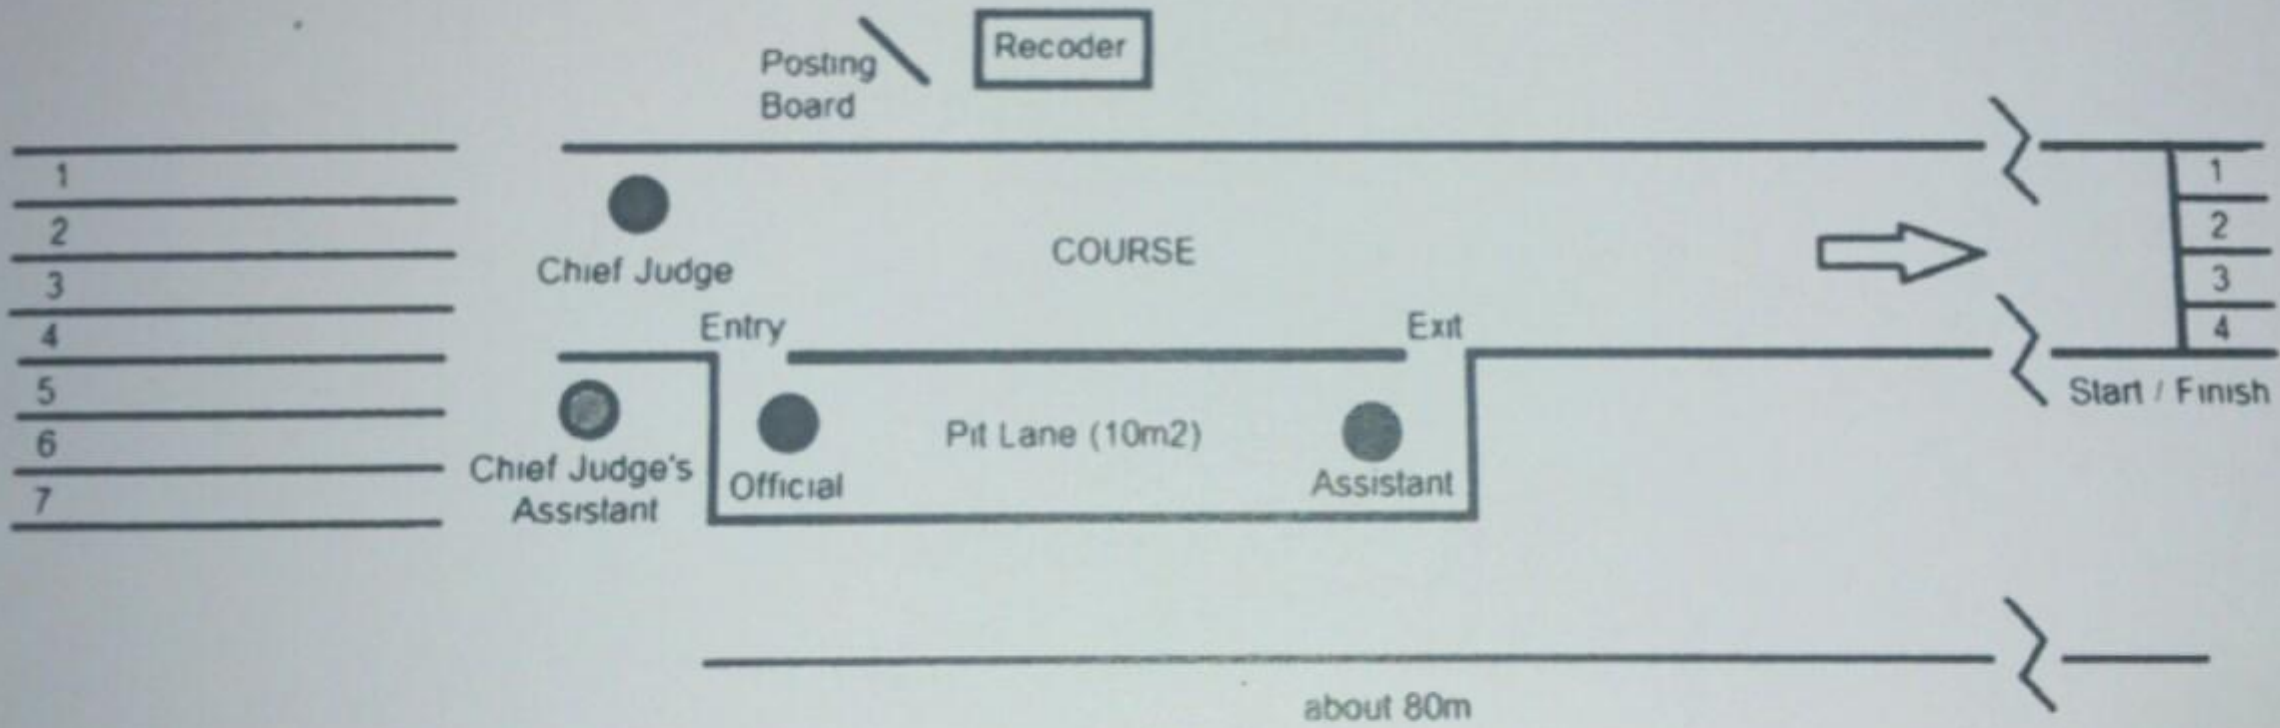 Posting
Board
Recoder
1
2
3
4
5
6
7
Chief Judge
COURSE
Entry
Exit
1
2
3
4
Start / Finish
Chief Judge's
Assistant
Official
Pit Lane (10m2)
Assistant
about 80m